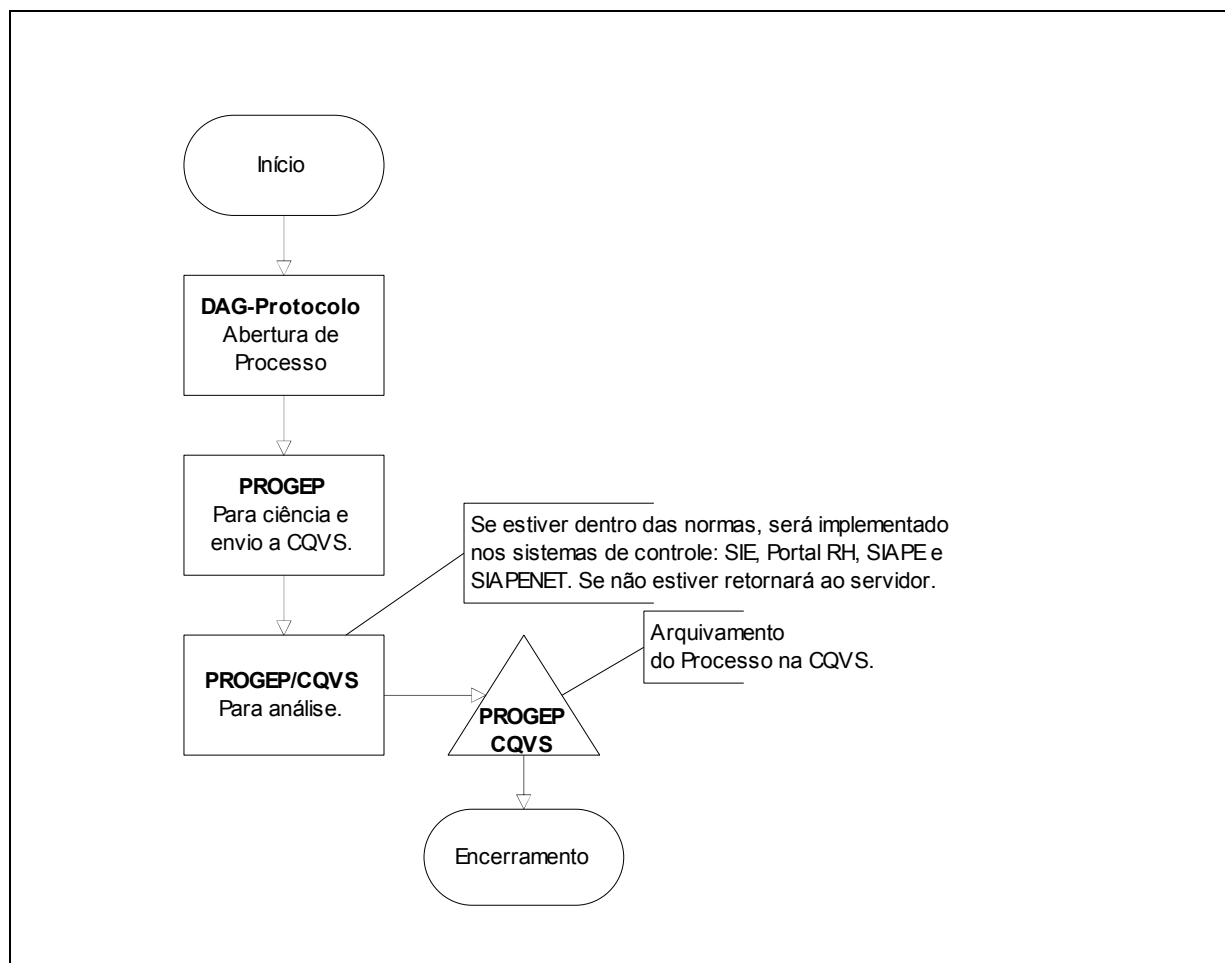 Início
DAG-Protocolo
Abertura de
Processo
PROGEP
Para ciência e
envio a CQVS.
Se estiver dentro das normas, será implementado
nos sistemas de controle: SIE, Portal RH, SIAPE e
SIAPENET. Se não estiver retornará ao servidor.
PROGEP/CQVS
Para análise.
Arquivamento
do Processo na CQVS.
PROGEP
CQVS
Encerramento